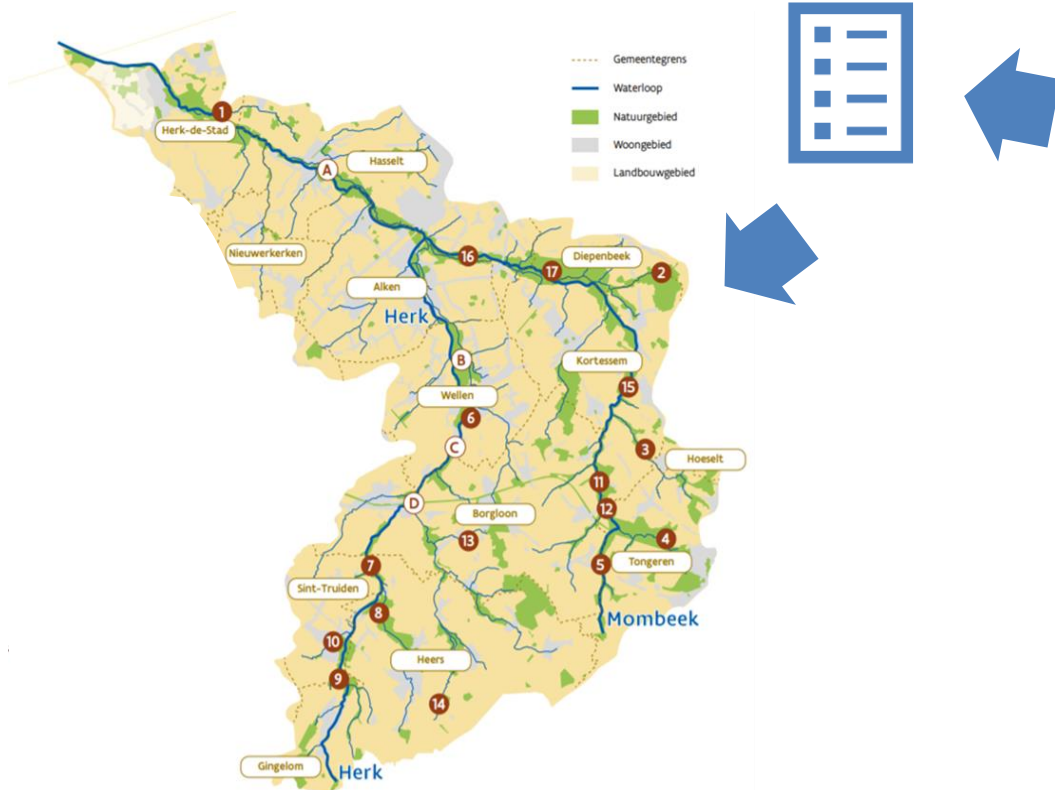 Gemeentegrens
Waterloop
Natuurgebied
Woongebied
Landbouwgebied
1
Herk-de-Stad
A
Hasselt
Nieuwerkerken
16
17
Diepenbeek
2
Alken
Herk
B
Kortessem
Wellen
15
6
C
3
Hoeselt
11
D
12
Borgloon
13
4
7
5
Tongeren
Sint-Truiden
8
Mombeek
10
Heers
9
14
Gingelom
Herk